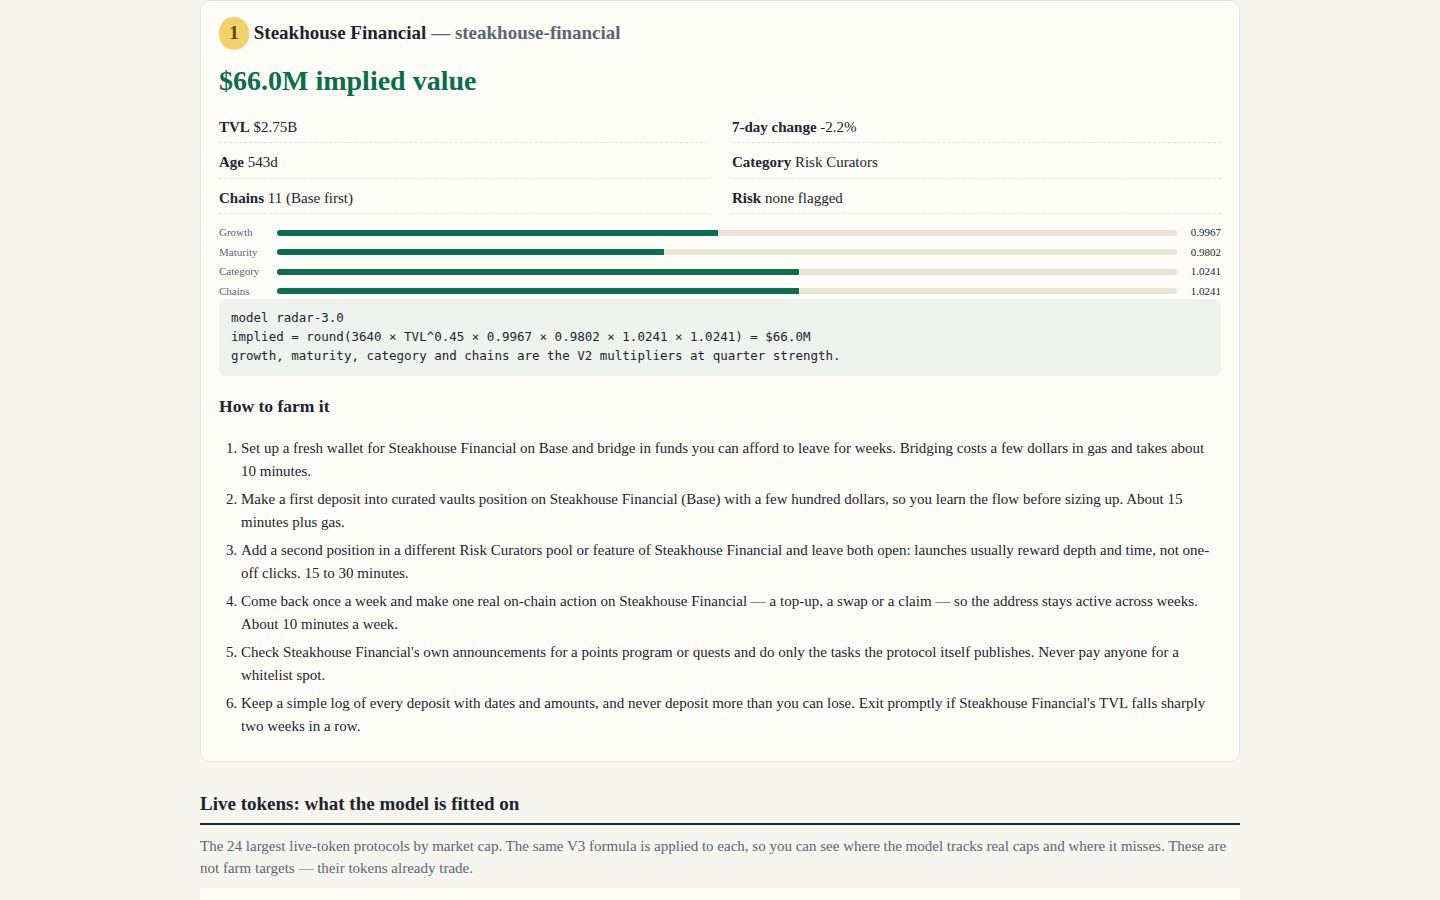 1 Steakhouse Financial — steakhouse-financial
$66.0M implied value
TVL $2.75B
7-day change -2.2%
Age 543d
Category Risk Curators
Chains 11 (Base first)
Risk none flagged
Growth 0.9967
Maturity 0.9802
Category 1.0241
Chains 1.0241
model radar-3.0
implied = round(3640 × TVL^0.45 × 0.9967 × 0.9802 × 1.0241 × 1.0241) = $66.0M
growth, maturity, category and chains are the V2 multipliers at quarter strength.
How to farm it
1. Set up a fresh wallet for Steakhouse Financial on Base and bridge in funds you can afford to leave for weeks. Bridging costs a few dollars in gas and takes about
10 minutes.
2. Make a first deposit into curated vaults position on Steakhouse Financial (Base) with a few hundred dollars, so you learn the flow before sizing up. About 15
minutes plus gas.
3. Add a second position in a different Risk Curators pool or feature of Steakhouse Financial and leave both open: launches usually reward depth and time, not one-
off clicks. 15 to 30 minutes.
4. Come back once a week and make one real on-chain action on Steakhouse Financial — a top-up, a swap or a claim — so the address stays active across weeks.
About 10 minutes a week.
5. Check Steakhouse Financial's own announcements for a points program or quests and do only the tasks the protocol itself publishes. Never pay anyone for a
whitelist spot.
6. Keep a simple log of every deposit with dates and amounts, and never deposit more than you can lose. Exit promptly if Steakhouse Financial's TVL falls sharply
two weeks in a row.
Live tokens: what the model is fitted on
The 24 largest live-token protocols by market cap. The same V3 formula is applied to each, so you can see where the model tracks real caps and where it misses. These are
not farm targets — their tokens already trade.